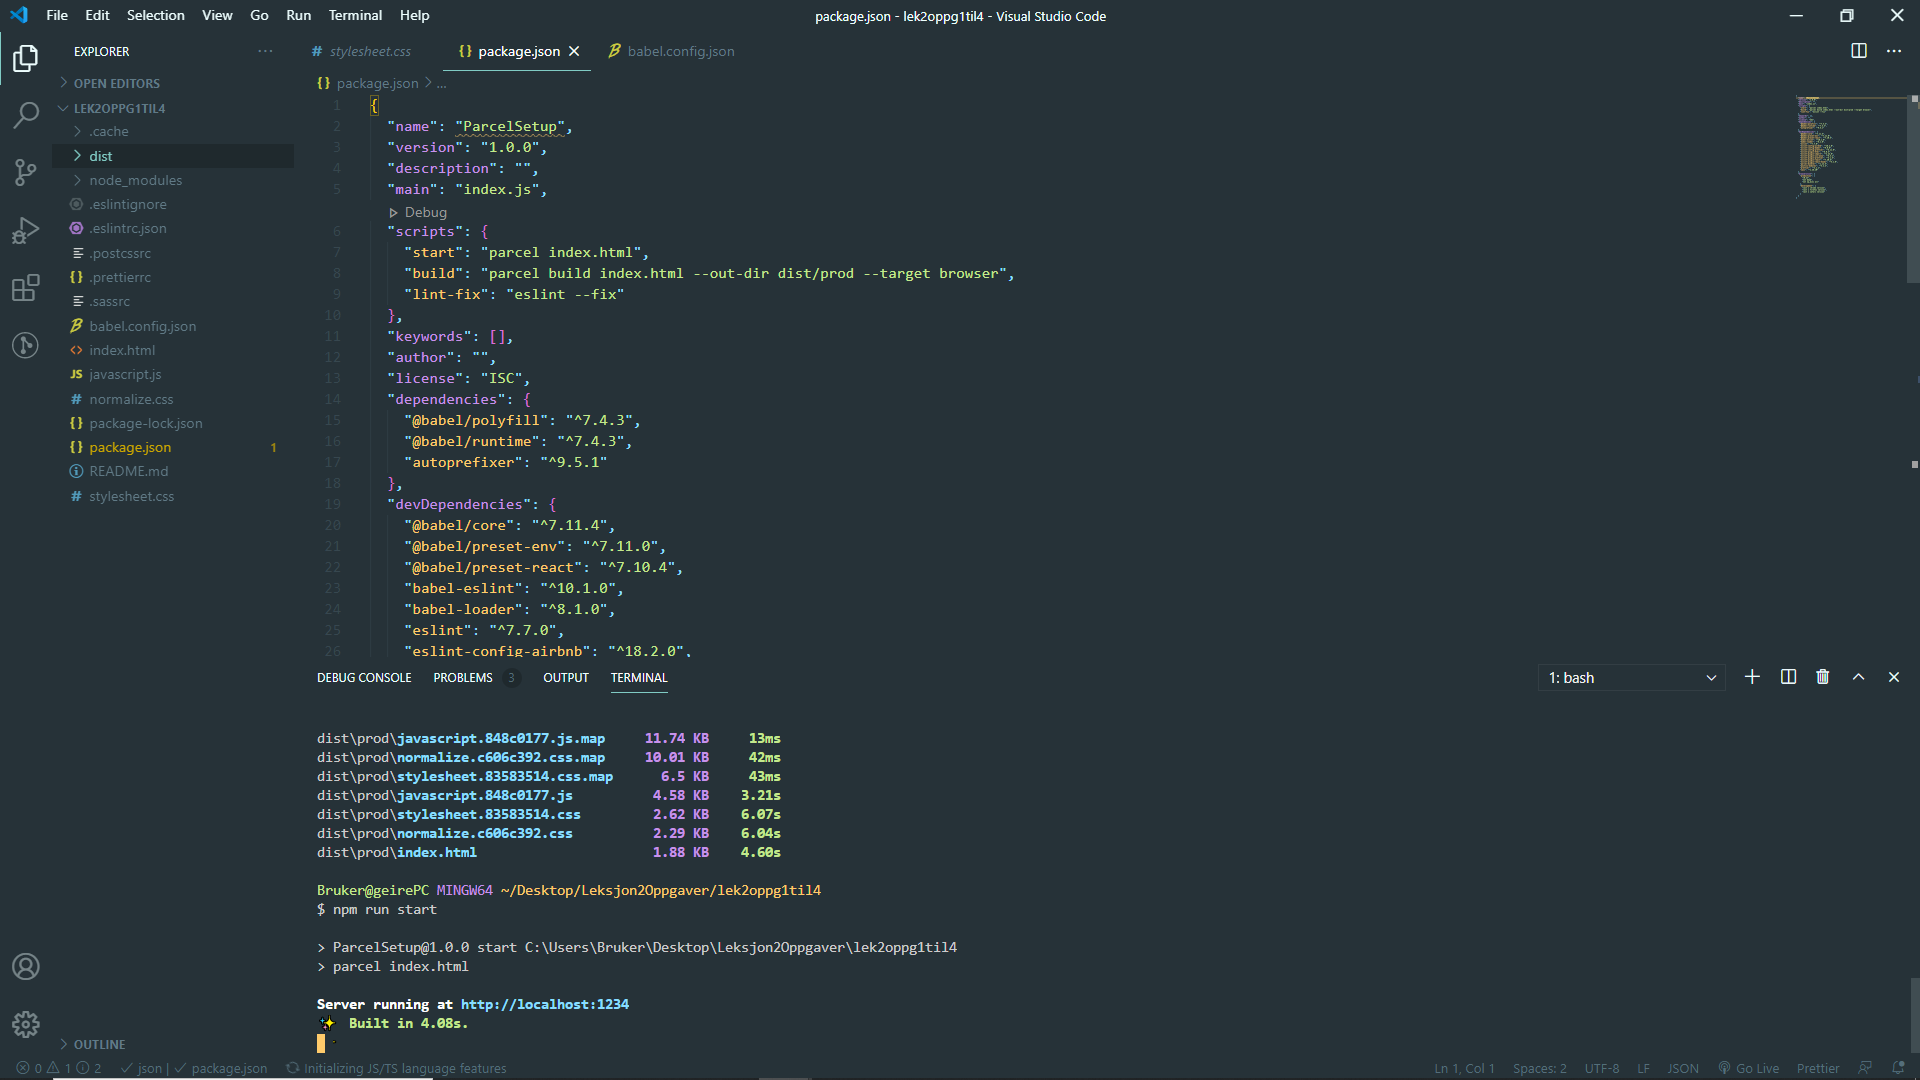 File Edit Selection View Go Run Terminal Help
package.json - lek2oppg1til4 - Visual Studio Code
EXPLORER
OPEN EDITORS
LEK2OPPG1TIL4
.cache
dist
node_modules
.eslintignore
.eslintrc.json
.postcssrc
.prettierrc
.sassrc
babel.config.json
index.html
JS javascript.js
# normalize.css
{} package-lock.json
{} package.json 1
README.md
# stylesheet.css
OUTLINE
# stylesheet.css {} package.json babel.config.json
{} package.json > ...
1 {
2 "name": "ParcelSetup",
3 "version": "1.0.0",
4 "description": "",
5 "main": "index.js",
Debug
6 "scripts": {
7 "start": "parcel index.html",
8 "build": "parcel build index.html --out-dir dist/prod --target browser",
9 "lint-fix": "eslint --fix"
10 },
11 "keywords": [],
12 "author": "",
13 "license": "ISC",
14 "dependencies": {
15 "@babel/polyfill": "^7.4.3",
16 "@babel/runtime": "^7.4.3",
17 "autoprefixer": "^9.5.1"
18 },
19 "devDependencies": {
20 "@babel/core": "^7.11.4",
21 "@babel/preset-env": "^7.11.0",
22 "@babel/preset-react": "^7.10.4",
23 "babel-eslint": "^10.1.0",
24 "babel-loader": "^8.1.0",
25 "eslint": "^7.7.0",
26 "eslint-config-airbnb": "^18.2.0",
DEBUG CONSOLE PROBLEMS 3 OUTPUT TERMINAL 1: bash
dist\prod\javascript.848c0177.js.map 11.74 KB 13ms
dist\prod\normalize.c606c392.css.map 10.01 KB 42ms
dist\prod\stylesheet.83583514.css.map 6.5 KB 43ms
dist\prod\javascript.848c0177.js 4.58 KB 3.21s
dist\prod\stylesheet.83583514.css 2.62 KB 6.07s
dist\prod\normalize.c606c392.css 2.29 KB 6.04s
dist\prod\index.html 1.88 KB 4.60s
Bruker@geirePC MINGW64 ~/Desktop/Leksjon2Oppgaver/lek2oppg1til4
$ npm run start
> ParcelSetup@1.0.0 start C:\Users\Bruker\Desktop\Leksjon2Oppgaver\lek2oppg1til4
> parcel index.html
Server running at http://localhost:1234
✨ Built in 4.08s.
0 1 2 json | package.json Initializing JS/TS language features Ln 1, Col 1 Spaces: 2 UTF-8 LF JSON Go Live Prettier